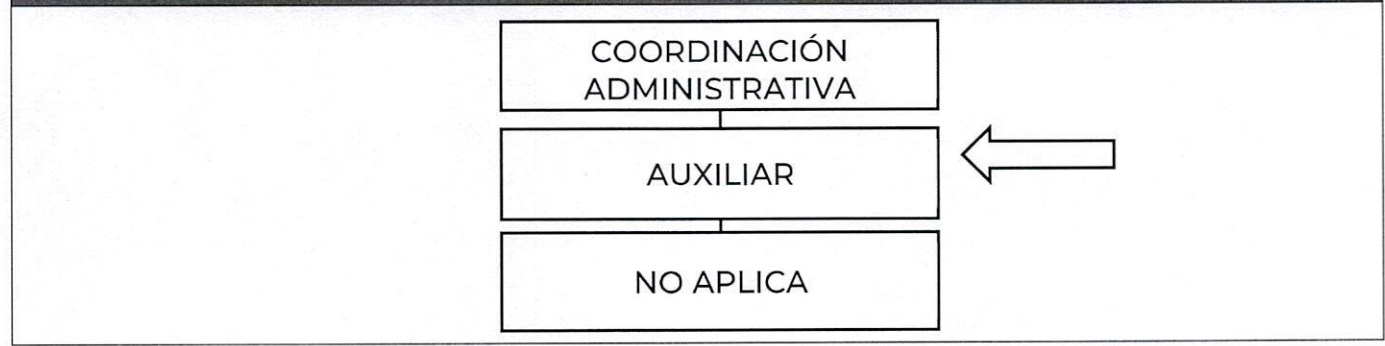 COORDINACIÓN
ADMINISTRATIVA
AUXILIAR
NO APLICA